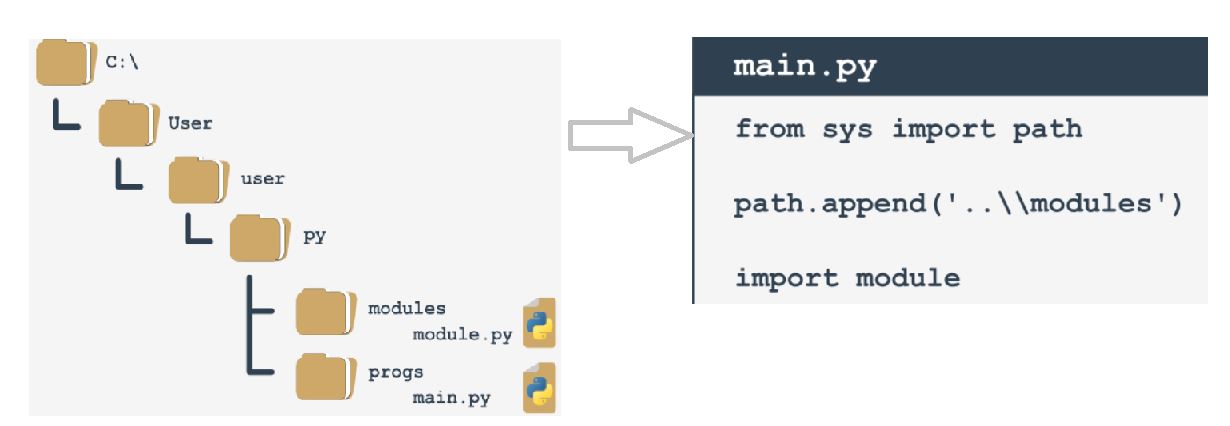 C:\
User
user
py
modules
module.py
progs
main.py
main.py
from sys import path
path.append('..\\modules')
import module